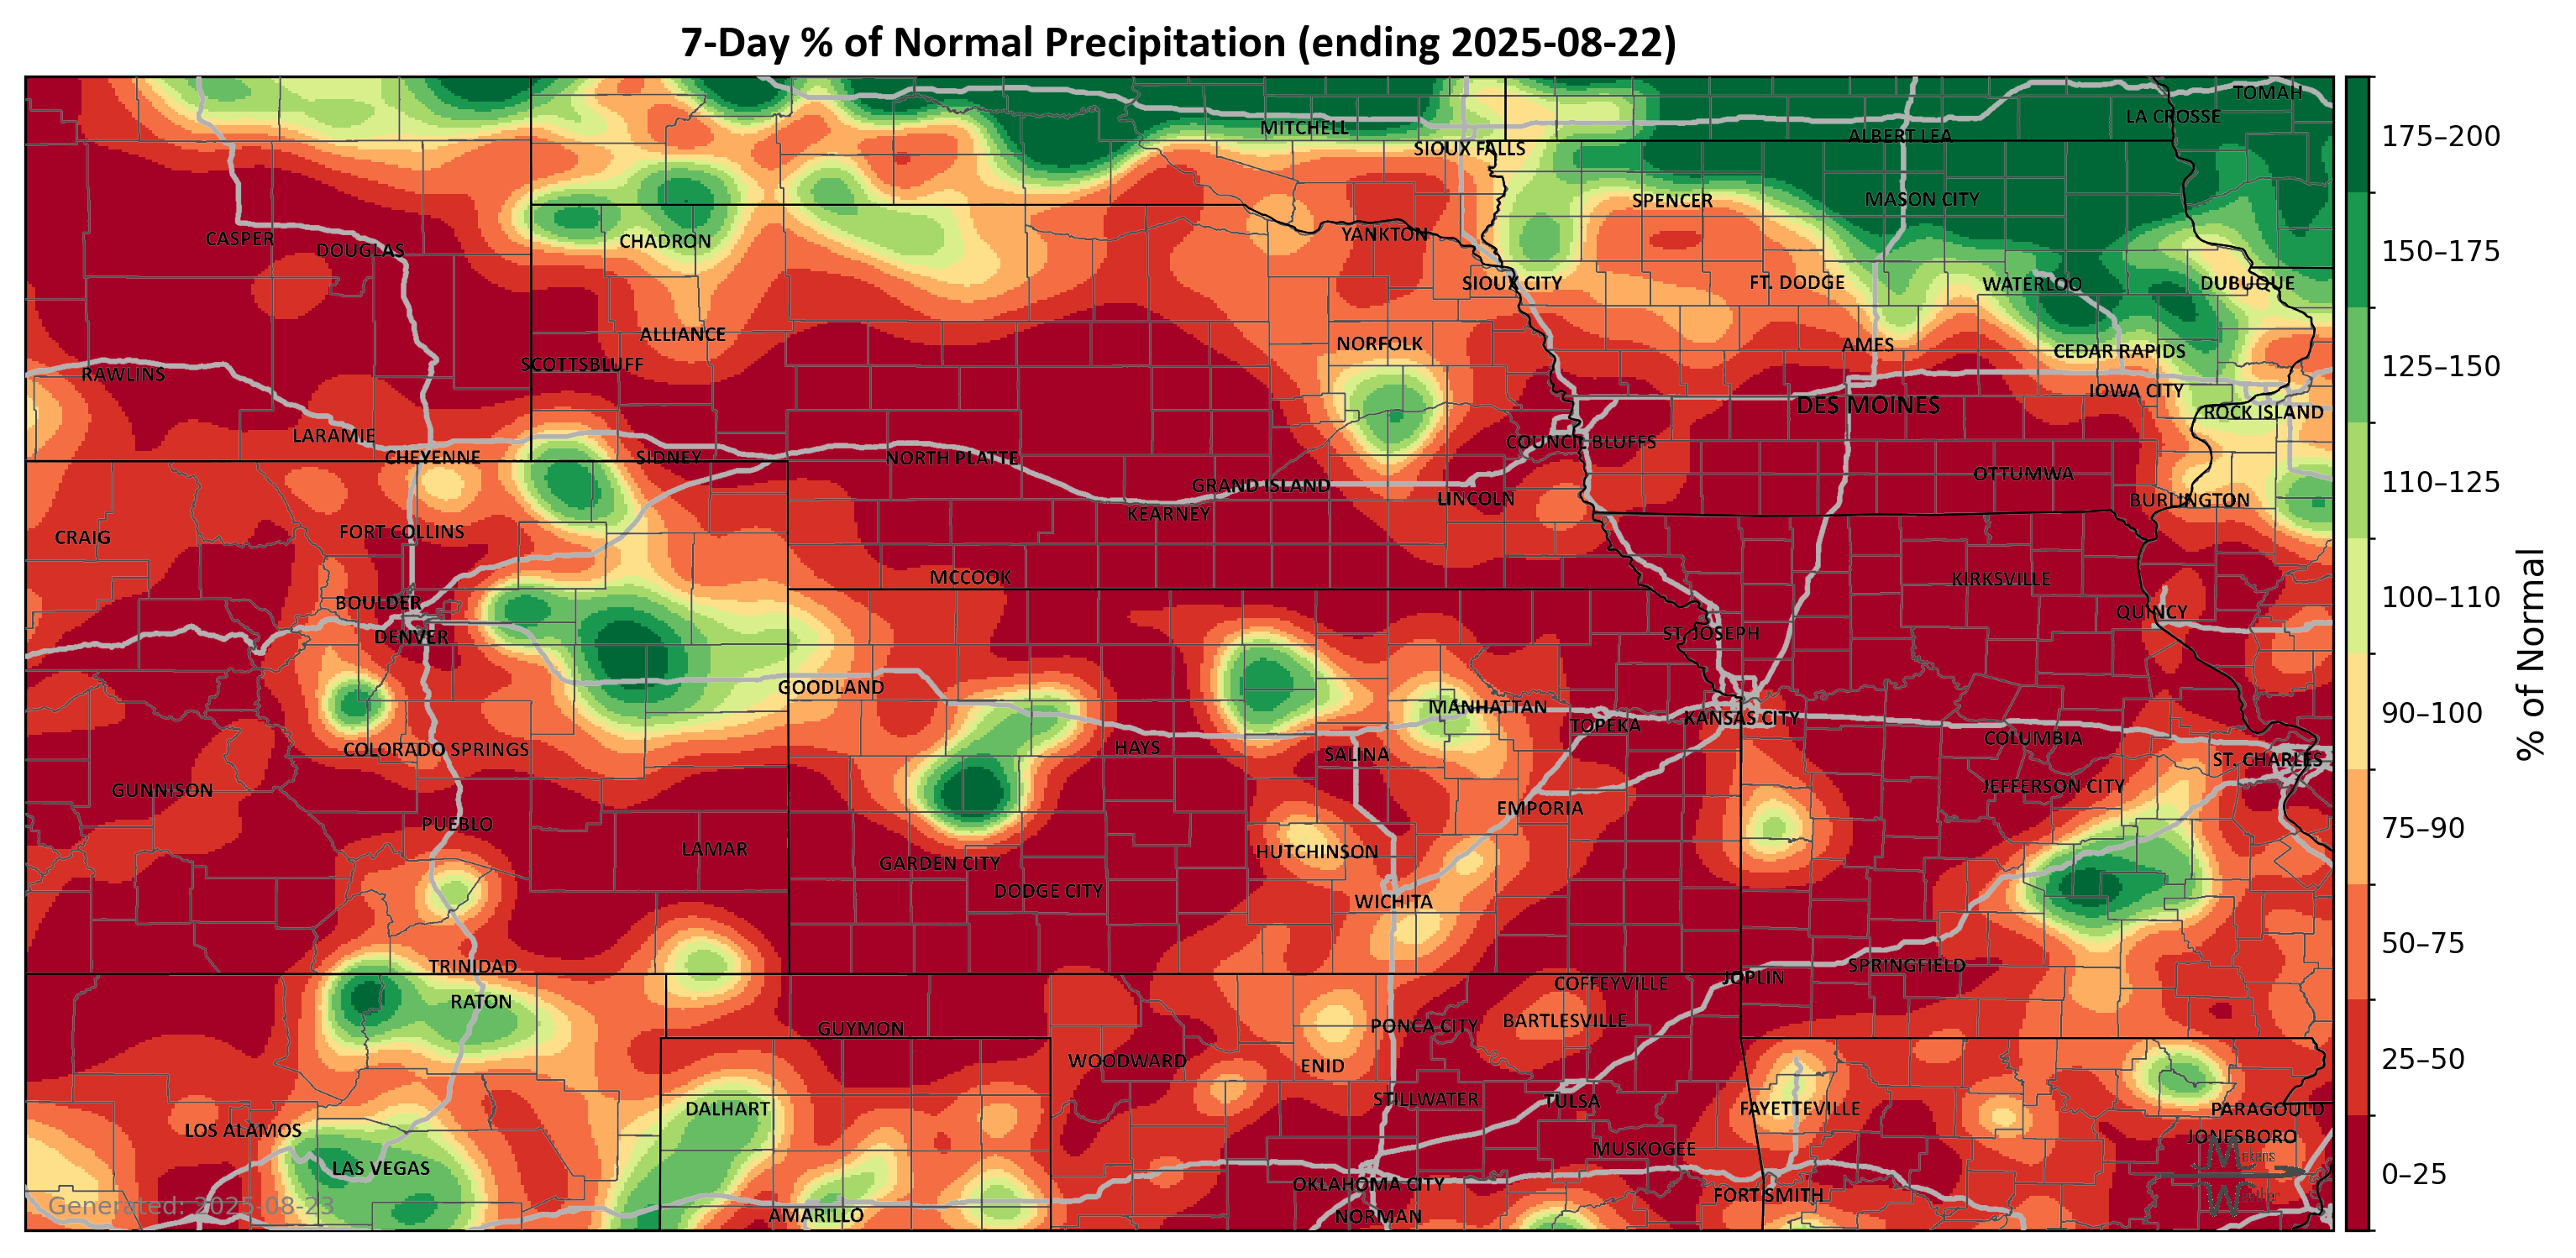 7-Day % of Normal Precipitation (ending 2025-08-22)
TOMAH
LA CROSSE
MITCHELL
ALBERT LEA
SIOUX FALLS
SPENCER
MASON CITY
YANKTON
CASPER
DOUGLAS
CHADRON
SIOUX CITY
FT. DODGE
WATERLOO
DUBUQUE
ALLIANCE
NORFOLK
AMES
CEDAR RAPIDS
SCOTTSBLUFF
RAWLINS
IOWA CITY
DES MOINES
ROCK ISLAND
LARAMIE
COUNCIL BLUFFS
CHEYENNE
SIDNEY
NORTH PLATTE
OTTUMWA
GRAND ISLAND
LINCOLN
BURLINGTON
KEARNEY
CRAIG
FORT COLLINS
MCCOOK
KIRKSVILLE
BOULDER
QUINCY
DENVER
ST. JOSEPH
GOODLAND
MANHATTAN
TOPEKA
KANSAS CITY
COLORADO SPRINGS
HAYS
SALINA
COLUMBIA
ST. CHARLES
GUNNISON
JEFFERSON CITY
EMPORIA
PUEBLO
LAMAR
GARDEN CITY
HUTCHINSON
DODGE CITY
WICHITA
TRINIDAD
SPRINGFIELD
JOPLIN
COFFEYVILLE
RATON
GUYMON
PONCA CITY
BARTLESVILLE
WOODWARD
ENID
DALHART
STILLWATER
TULSA
FAYETTEVILLE
PARAGOULD
LOS ALAMOS
JONESBORO
MUSKOGEE
LAS VEGAS
OKLAHOMA CITY
FORT SMITH
AMARILLO
NORMAN
Generated: 2025-08-23
175–200
150–175
125–150
110–125
100–110
90–100
75–90
50–75
25–50
0–25
% of Normal